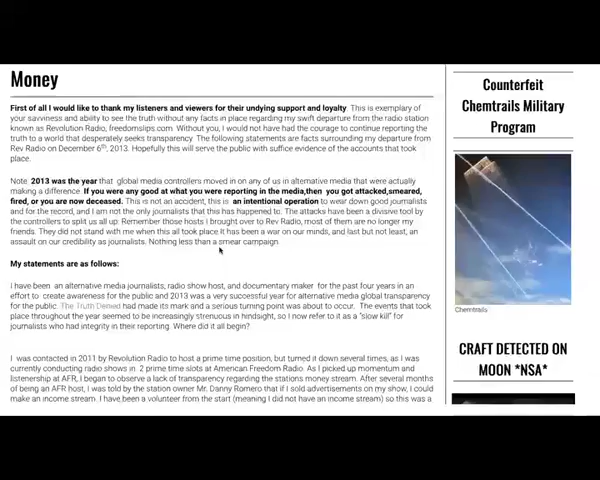 Money
First of all I would like to thank my listeners and viewers for their undying support and loyalty. This is exemplary of
your savviness and ability to see the truth without any facts in place regarding my swift departure from the radio station
known as Revolution Radio, freedomslips.com. Without you, I would not have had the courage to continue reporting the
truth to a world that desperately seeks transparency. The following statements are facts surrounding my departure from
Rev Radio on December 6th, 2013. Hopefully this will serve the public with suffice evidence of the accounts that took
place.
Note: 2013 was the year that global media controllers moved in on any of us in alternative media that were actually
making a difference. If you were any good at what you were reporting in the media,then you got attacked,smeared,
fired, or you are now deceased. This is not an accident, this is an intentional operation to wear down good journalists
and for the record, and I am not the only journalists that this has happened to. The attacks have been a divisive tool by
the controllers to split us all up. Remember those hosts i brought over to Rev Radio, most of them are no longer my
friends. They did not stand with me when this all took place. It has been a war on our minds, and last but not least, an
assault on our credibility as journalists. Nothing less than a smear campaign.
My statements are as follows:
I have been an alternative media journalists, radio show host, and documentary maker for the past four years in an
effort to create awareness for the public and 2013 was a very successful year for alternative media global transparency
for the public. The Truth Denied had made its mark and a serious turning point was about to occur. The events that took
place throughout the year seemed to be increasingly strenuous in hindsight, so I now refer to it as a "slow kill" for
journalists who had integrity in their reporting. Where did it all begin?
I was contacted in 2011 by Revolution Radio to host a prime time position, but turned it down several times, as I was
currently conducting radio shows in 2 prime time slots at American Freedom Radio. As I picked up momentum and
listenership at AFR, I began to observe a lack of transparency regarding the stations money stream. After several months
of being an AFR host, I was told by the station owner Mr. Danny Romero that if I sold advertisements on my show, I could
make an income stream. I have been a volunteer from the start (meaning I did not have an income stream) so this was a
Counterfeit
Chemtrails Military
Program
Chemtrails
CRAFT DETECTED ON
MOON *NSA*